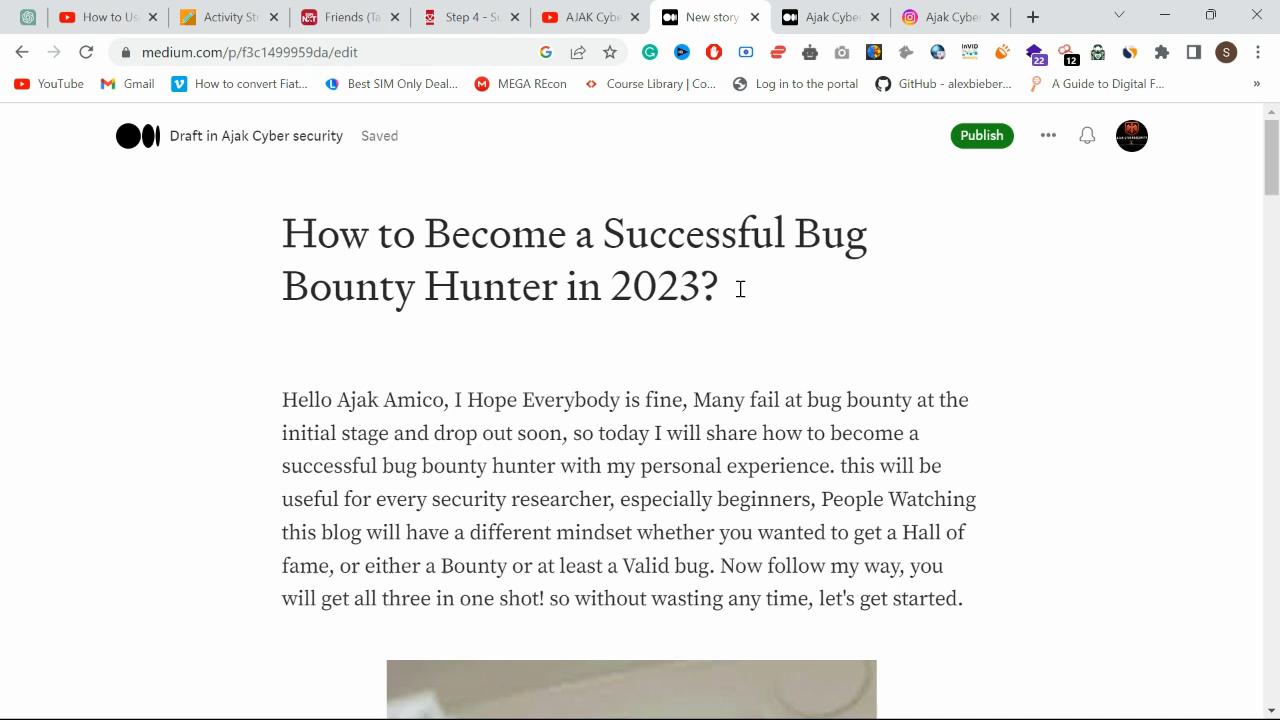 How to Us
Activity St
Friends (Ta
Step 4 - S
AJAK Cybe
New story
Ajak Cyber
Ajak Cyber
medium.com/p/f3c1499959da/edit
22
12
S
YouTube
Gmail
How to convert Fiat...
Best SIM Only Deal...
MEGA REcon
Course Library | Co...
Log in to the portal
GitHub - alexbieber...
A Guide to Digital F...
»
Draft in Ajak Cyber security
Saved
Publish
How to Become a Successful Bug
Bounty Hunter in 2023?
Hello Ajak Amico, I Hope Everybody is fine, Many fail at bug bounty at the
initial stage and drop out soon, so today I will share how to become a
successful bug bounty hunter with my personal experience. this will be
useful for every security researcher, especially beginners, People Watching
this blog will have a different mindset whether you wanted to get a Hall of
fame, or either a Bounty or at least a Valid bug. Now follow my way, you
will get all three in one shot! so without wasting any time, let's get started.